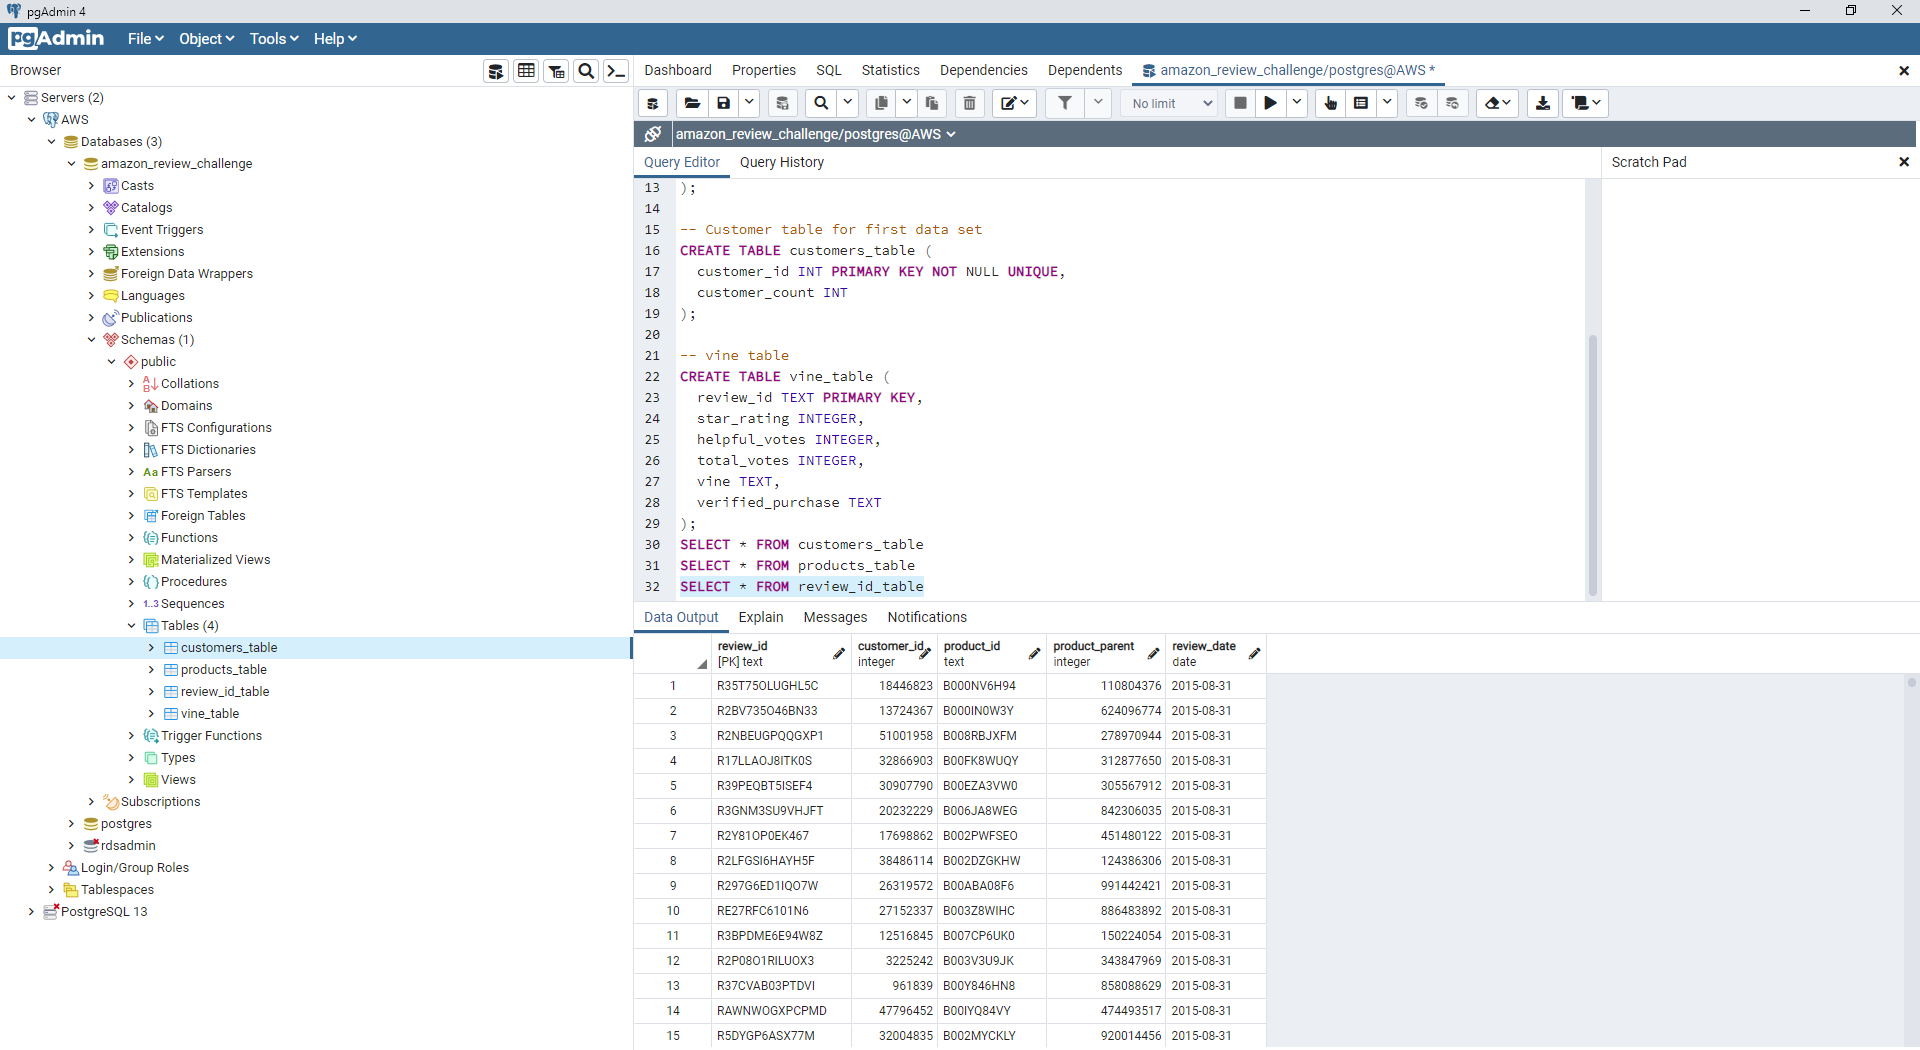 pgAdmin 4
pgAdmin File Object Tools Help
Browser
Dashboard Properties SQL Statistics Dependencies Dependents amazon_review_challenge/postgres@AWS *
No limit
amazon_review_challenge/postgres@AWS
Query Editor Query History
Scratch Pad
Servers (2)
AWS
Databases (3)
amazon_review_challenge
Casts
Catalogs
Event Triggers
Extensions
Foreign Data Wrappers
Languages
Publications
Schemas (1)
public
Collations
Domains
FTS Configurations
FTS Dictionaries
Aa FTS Parsers
FTS Templates
Foreign Tables
Functions
Materialized Views
Procedures
1..3 Sequences
Tables (4)
customers_table
products_table
review_id_table
vine_table
Trigger Functions
Types
Views
Subscriptions
postgres
rdsadmin
Login/Group Roles
Tablespaces
PostgreSQL 13
13 );
14
15 -- Customer table for first data set
16 CREATE TABLE customers_table (
17 customer_id INT PRIMARY KEY NOT NULL UNIQUE,
18 customer_count INT
19 );
20
21 -- vine table
22 CREATE TABLE vine_table (
23 review_id TEXT PRIMARY KEY,
24 star_rating INTEGER,
25 helpful_votes INTEGER,
26 total_votes INTEGER,
27 vine TEXT,
28 verified_purchase TEXT
29 );
30 SELECT * FROM customers_table
31 SELECT * FROM products_table
32 SELECT * FROM review_id_table
Data Output Explain Messages Notifications
review_id customer_id product_id product_parent review_date
[PK] text integer text integer date
1 R35T75OLUGHL5C 18446823 B000NV6H94 110804376 2015-08-31
2 R2BV735O46BN33 13724367 B000IN0W3Y 624096774 2015-08-31
3 R2NBEUGPQQGXP1 51001958 B008RBJXFM 278970944 2015-08-31
4 R17LLAOJ8ITK0S 32866903 B00FK8WUQY 312877650 2015-08-31
5 R39PEQBT5ISEF4 30907790 B00EZA3VW0 305567912 2015-08-31
6 R3GNM3SU9VHJFT 20232229 B006JA8WEG 842306035 2015-08-31
7 R2Y81OP0EK467 17698862 B002PWFSEO 451480122 2015-08-31
8 R2LFGSI6HAYH5F 38486114 B002DZGKHW 124386306 2015-08-31
9 R297G6ED1IQO7W 26319572 B00ABA08F6 991442421 2015-08-31
10 RE27RFC6101N6 27152337 B003Z8WIHC 886483892 2015-08-31
11 R3BPDME6E94W8Z 12516845 B007CP6UK0 150224054 2015-08-31
12 R2P08O1RILUOX3 3225242 B003V3U9JK 343847969 2015-08-31
13 R37CVAB03PTDVI 961839 B00Y846HN8 858088629 2015-08-31
14 RAWNWOGXPCPMD 47796452 B00IYQ84VY 474493517 2015-08-31
15 R5DYGP6ASX77M 32004835 B002MYCKLY 920014456 2015-08-31